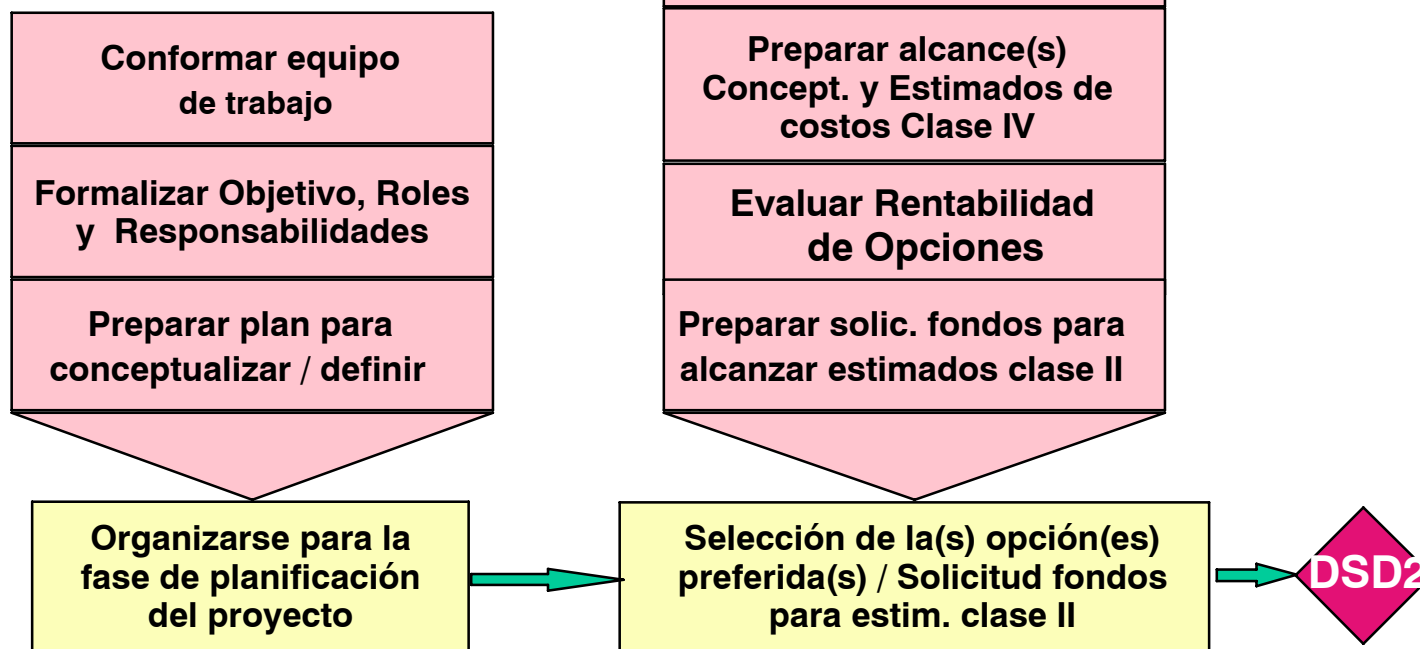 Conformar equipo
de trabajo
Formalizar Objetivo, Roles
y Responsabilidades
Preparar plan para
conceptualizar / definir
Organizarse para la
fase de planificación
del proyecto
Preparar alcance(s)
Concept. y Estimados de
costos Clase IV
Evaluar Rentabilidad
de Opciones
Preparar solic. fondos para
alcanzar estimados clase II
Selección de la(s) opción(es)
preferida(s) / Solicitud fondos
para estim. clase II
DSD2